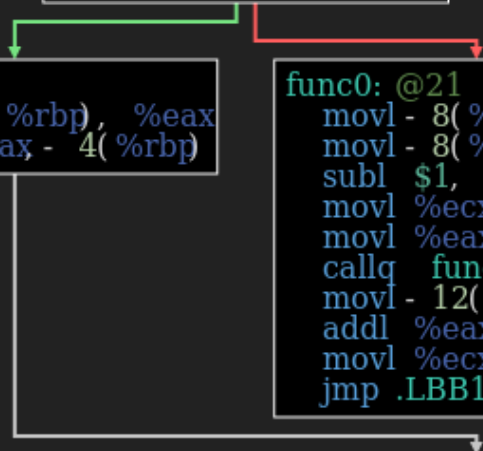 %rbp), %eax
ax, - 4( %rbp)
func0: @21
movl - 8( %
movl - 8( %
subl $1,
movl %ecx
movl %eax
callq fun
movl - 12(
addl %eax
movl %ecx
jmp .LBB1